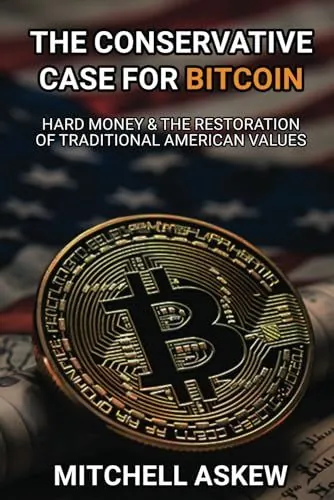 THE CONSERVATIVE
CASE FOR BITCOIN
HARD MONEY & THE RESTORATION
OF TRADITIONAL AMERICAN VALUES
MITCHELL ASKEW